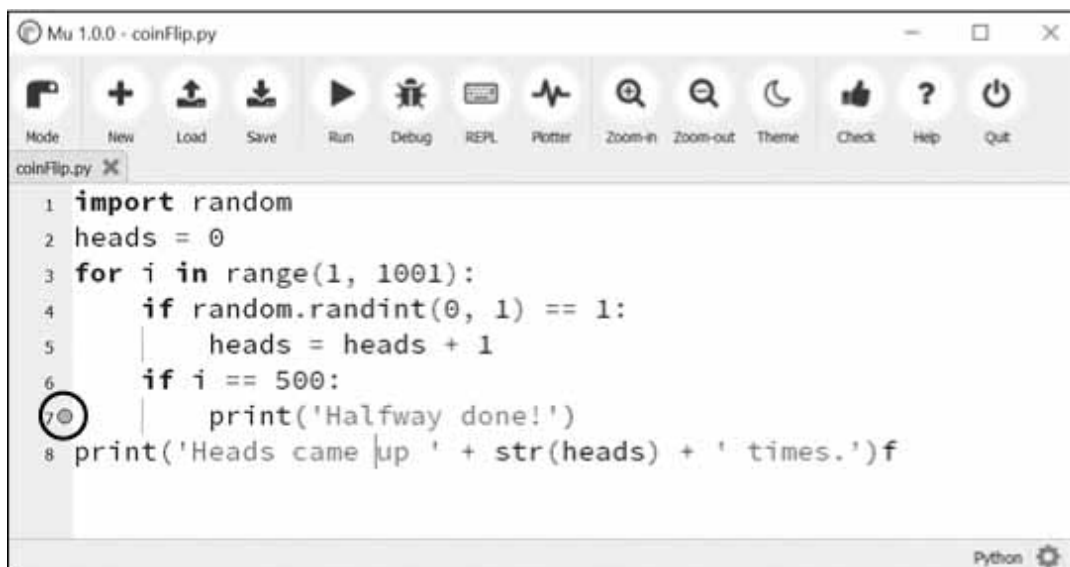 Mu 1.0.0 - coinFlip.py
Mode New Load Save Run Debug REPL Plotter Zoom-in Zoom-out Theme Check Help Quit
coinFlip.py
1 import random
2 heads = 0
3 for i in range(1, 1001):
4 if random.randint(0, 1) == 1:
5 heads = heads + 1
6 if i == 500:
7 print('Halfway done!')
8 print('Heads came up ' + str(heads) + ' times.')f
Python